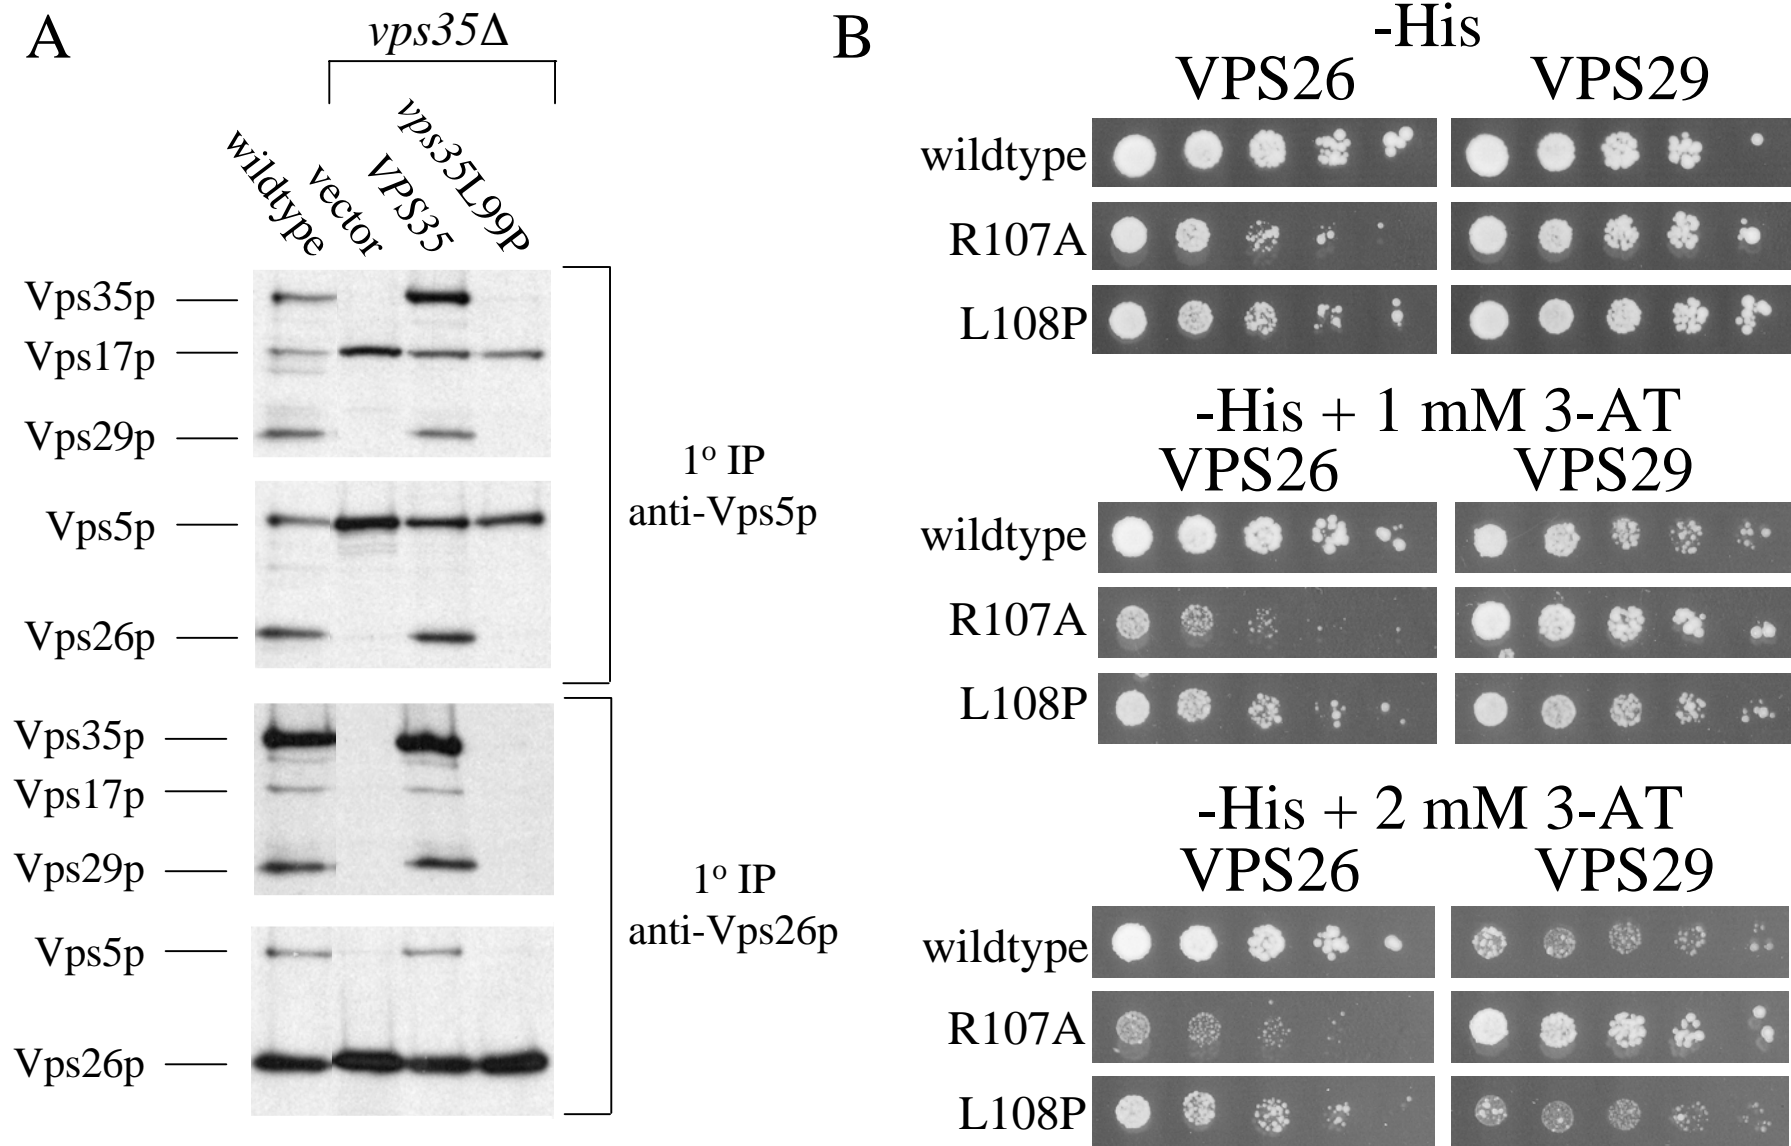 A
vps35Δ
wildtype
vector
VPS35
vps35L99P
Vps35p
Vps17p
Vps29p
Vps5p
Vps26p
1º IP
anti-Vps5p
Vps35p
Vps17p
Vps29p
Vps5p
Vps26p
1º IP
anti-Vps26p
B
-His
VPS26 VPS29
wildtype
R107A
L108P
-His + 1 mM 3-AT
VPS26 VPS29
wildtype
R107A
L108P
-His + 2 mM 3-AT
VPS26 VPS29
wildtype
R107A
L108P